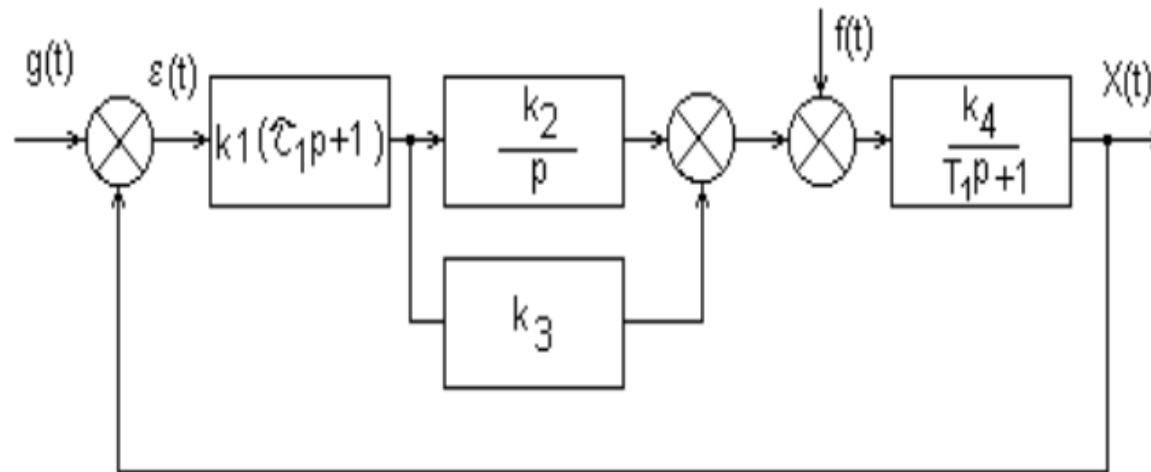 g(t)
ε(t)
k1(τ₁p+1)
k₂
p
f(t)
k₄
T₁p+1
X(t)
k₃